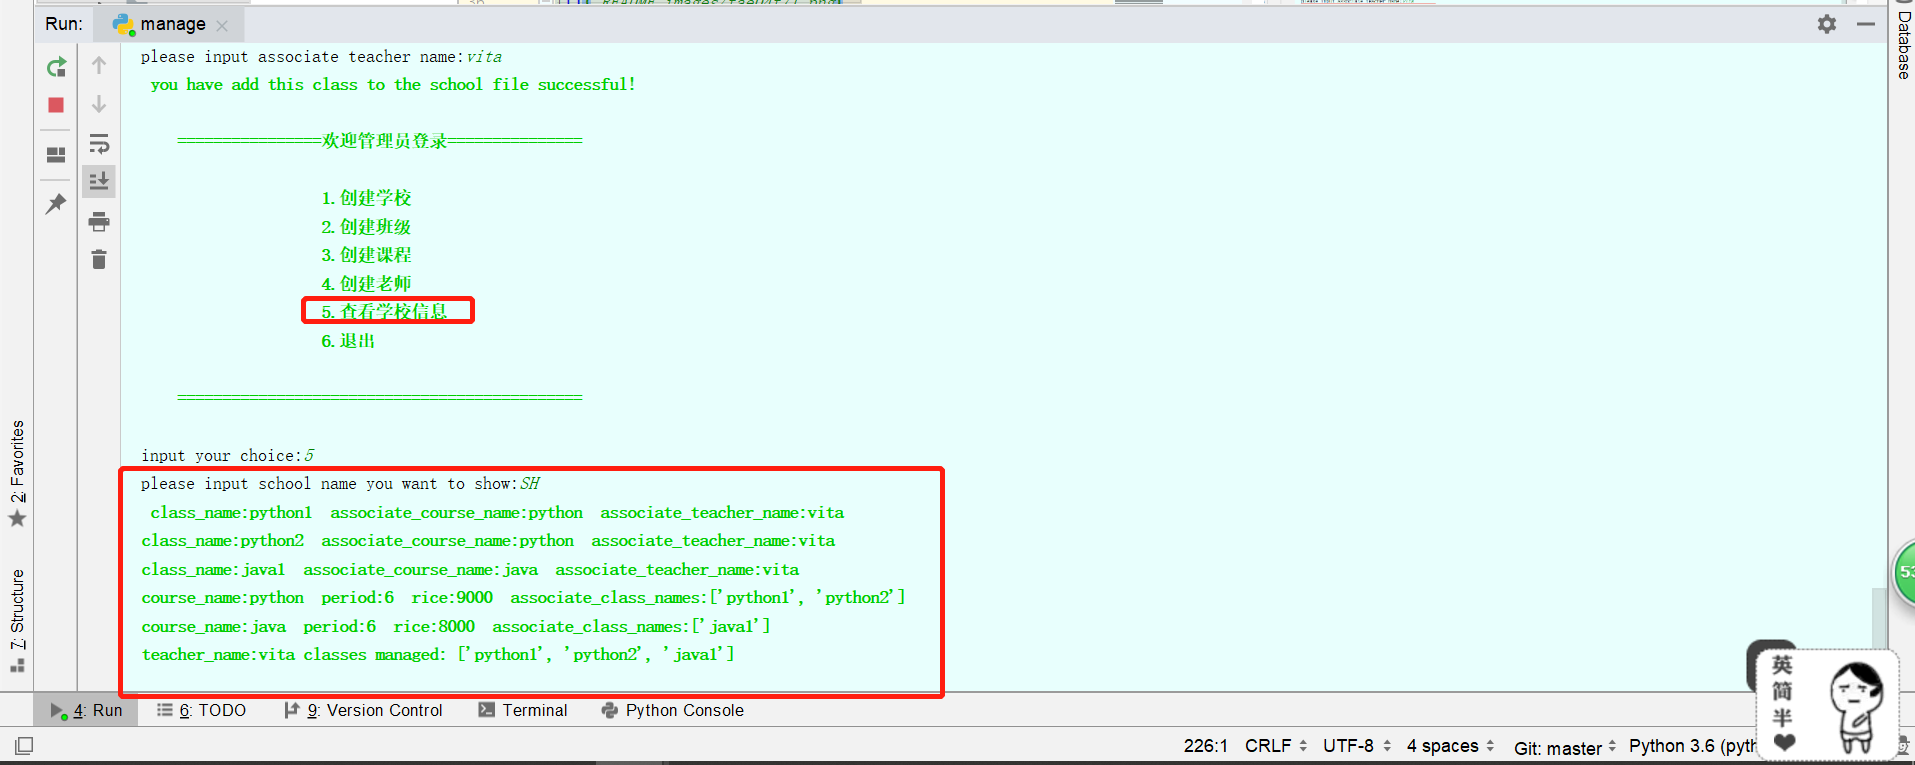 Run: manage
Database
please input associate teacher name:vita
you have add this class to the school file successful!
================欢迎管理员登录===============
1.创建学校
2.创建班级
3.创建课程
4.创建老师
5.查看学校信息
6.退出
=============================================
input your choice:5
please input school name you want to show:SH
class_name:python1  associate_course_name:python  associate_teacher_name:vita
class_name:python2  associate_course_name:python  associate_teacher_name:vita
class_name:java1  associate_course_name:java  associate_teacher_name:vita
course_name:python  period:6  rice:9000  associate_class_names:['python1', 'python2']
course_name:java  period:6  rice:8000  associate_class_names:['java1']
teacher_name:vita classes managed: ['python1', 'python2', 'java1']
2: Favorites
7: Structure
53
英
简
半
4: Run 6: TODO 9: Version Control Terminal Python Console
226:1 CRLF UTF-8 4 spaces Git: master Python 3.6